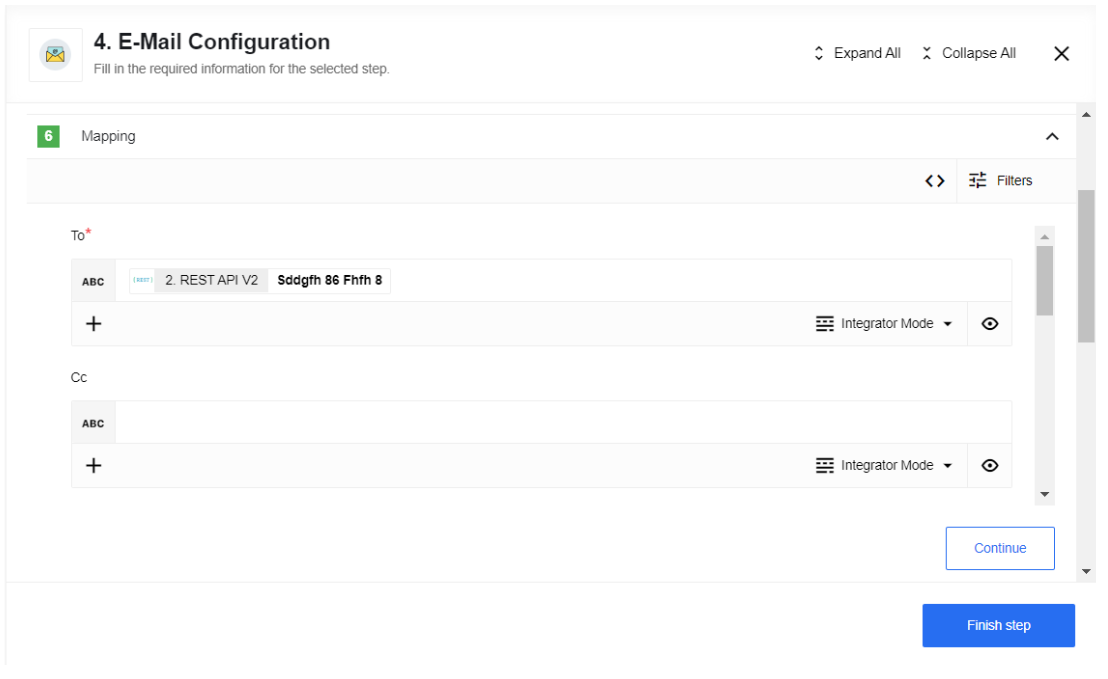 4. E-Mail Configuration
Fill in the required information for the selected step.
Expand All
Collapse All
6 Mapping
Filters
To*
ABC {REST} 2. REST API V2 Sddgfh 86 Fhfh 8
Integrator Mode
Cc
ABC
Integrator Mode
Continue
Finish step